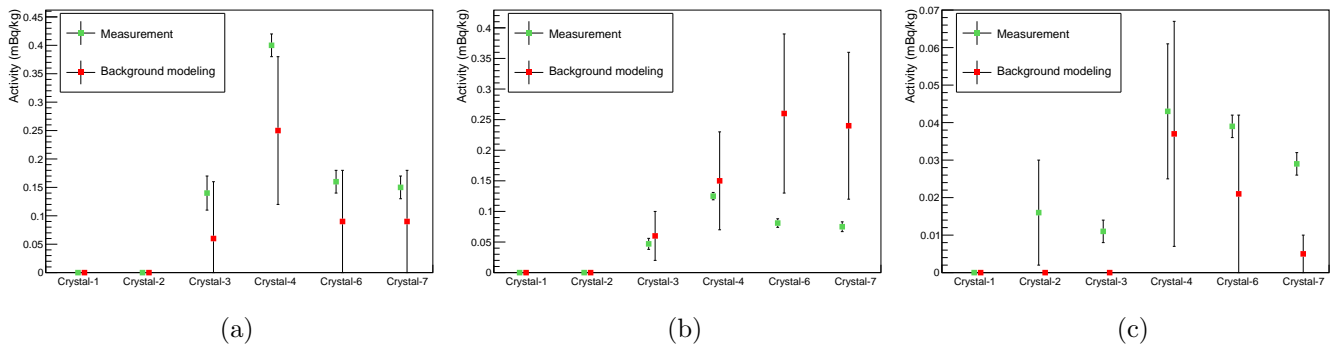 Activity (mBq/kg)
0.45
0.4
0.35
0.3
0.25
0.2
0.15
0.1
0.05
0
Measurement
Background modeling
Crystal-1 Crystal-2 Crystal-3 Crystal-4 Crystal-6 Crystal-7
(a)
Activity (mBq/kg)
0.4
0.35
0.3
0.25
0.2
0.15
0.1
0.05
0
Measurement
Background modeling
Crystal-1 Crystal-2 Crystal-3 Crystal-4 Crystal-6 Crystal-7
(b)
Activity (mBq/kg)
0.07
0.06
0.05
0.04
0.03
0.02
0.01
0
Measurement
Background modeling
Crystal-1 Crystal-2 Crystal-3 Crystal-4 Crystal-6 Crystal-7
(c)